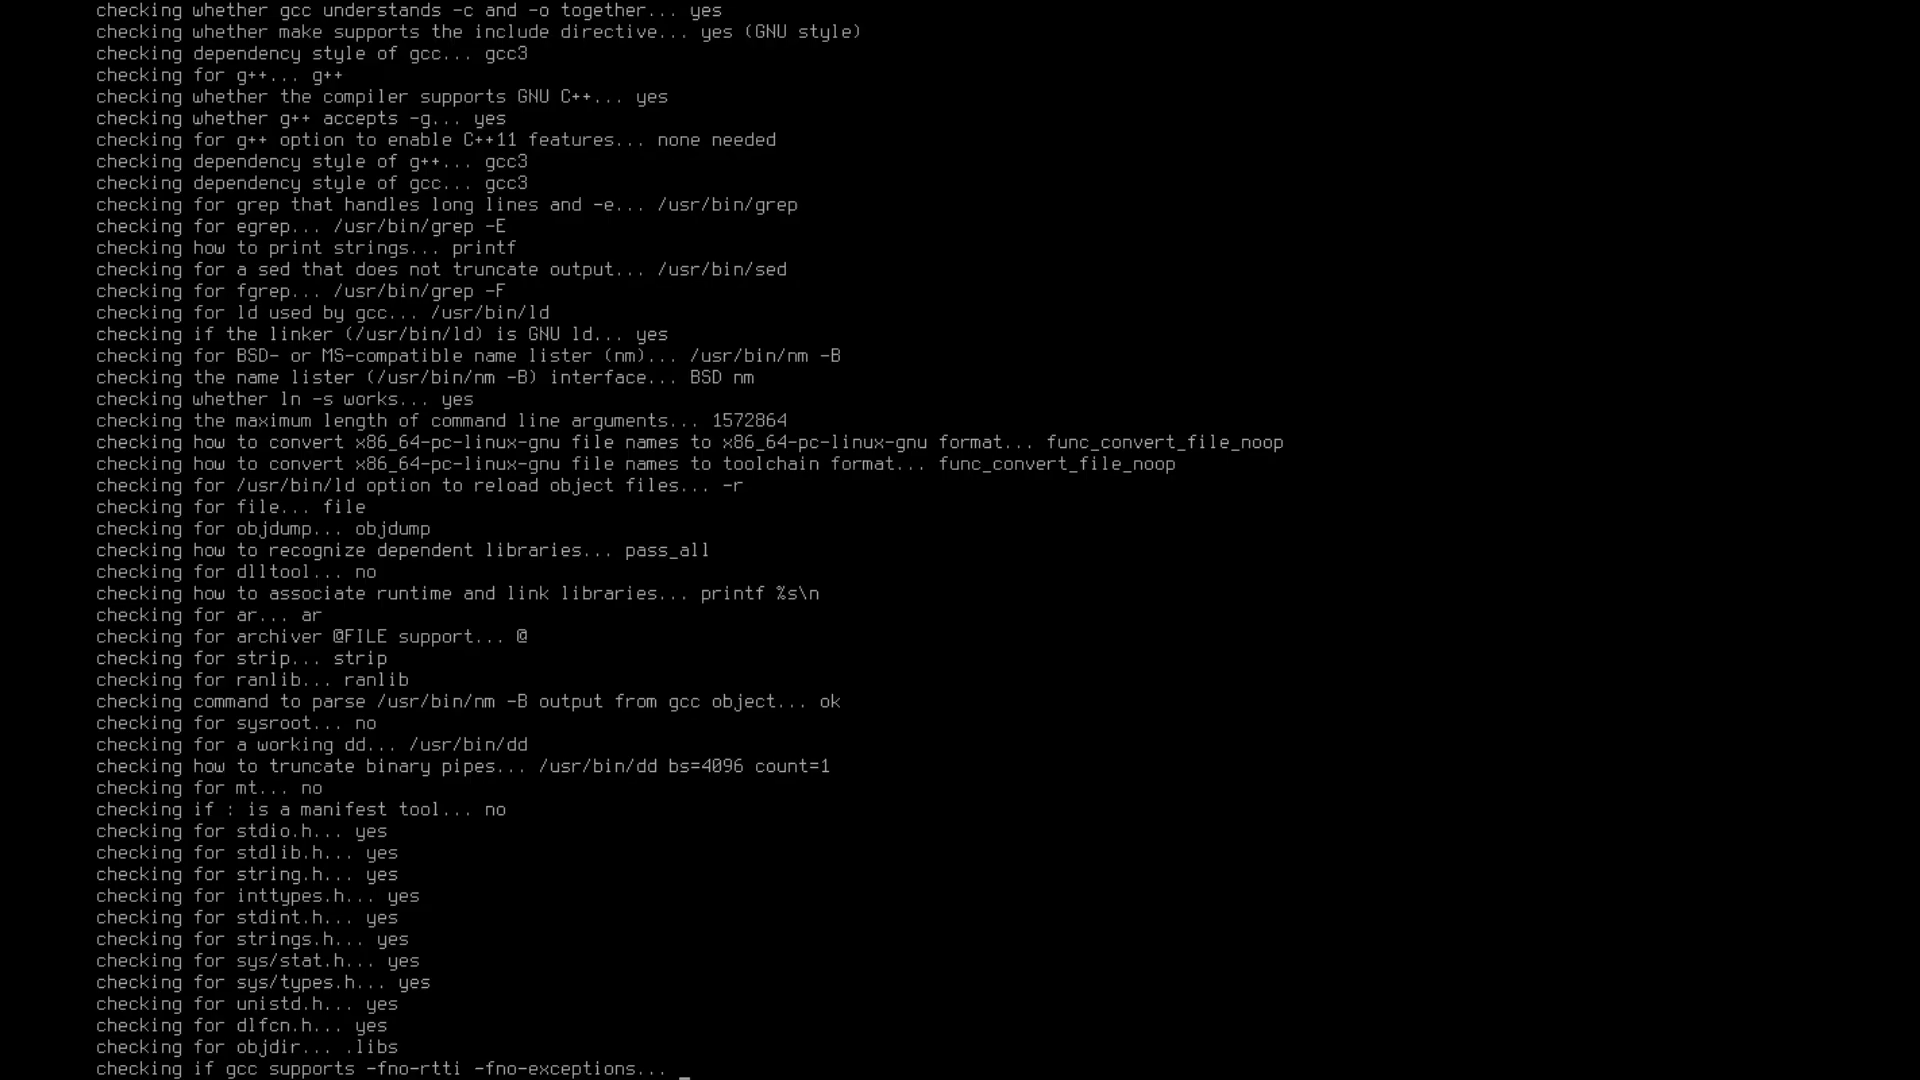 checking whether gcc understands -c and -o together... yes
checking whether make supports the include directive... yes (GNU style)
checking dependency style of gcc... gcc3
checking for g++... g++
checking whether the compiler supports GNU C++... yes
checking whether g++ accepts -g... yes
checking for g++ option to enable C++11 features... none needed
checking dependency style of g++... gcc3
checking dependency style of gcc... gcc3
checking for grep that handles long lines and -e... /usr/bin/grep
checking for egrep... /usr/bin/grep -E
checking how to print strings... printf
checking for a sed that does not truncate output... /usr/bin/sed
checking for fgrep... /usr/bin/grep -F
checking for ld used by gcc... /usr/bin/ld
checking if the linker (/usr/bin/ld) is GNU ld... yes
checking for BSD- or MS-compatible name lister (nm)... /usr/bin/nm -B
checking the name lister (/usr/bin/nm -B) interface... BSD nm
checking whether ln -s works... yes
checking the maximum length of command line arguments... 1572864
checking how to convert x86_64-pc-linux-gnu file names to x86_64-pc-linux-gnu format... func_convert_file_noop
checking how to convert x86_64-pc-linux-gnu file names to toolchain format... func_convert_file_noop
checking for /usr/bin/ld option to reload object files... -r
checking for file... file
checking for objdump... objdump
checking how to recognize dependent libraries... pass_all
checking for dlltool... no
checking how to associate runtime and link libraries... printf %s\n
checking for ar... ar
checking for archiver @FILE support... @
checking for strip... strip
checking for ranlib... ranlib
checking command to parse /usr/bin/nm -B output from gcc object... ok
checking for sysroot... no
checking for a working dd... /usr/bin/dd
checking how to truncate binary pipes... /usr/bin/dd bs=4096 count=1
checking for mt... no
checking if : is a manifest tool... no
checking for stdio.h... yes
checking for stdlib.h... yes
checking for string.h... yes
checking for inttypes.h... yes
checking for stdint.h... yes
checking for strings.h... yes
checking for sys/stat.h... yes
checking for sys/types.h... yes
checking for unistd.h... yes
checking for dlfcn.h... yes
checking for objdir... .libs
checking if gcc supports -fno-rtti -fno-exceptions... _